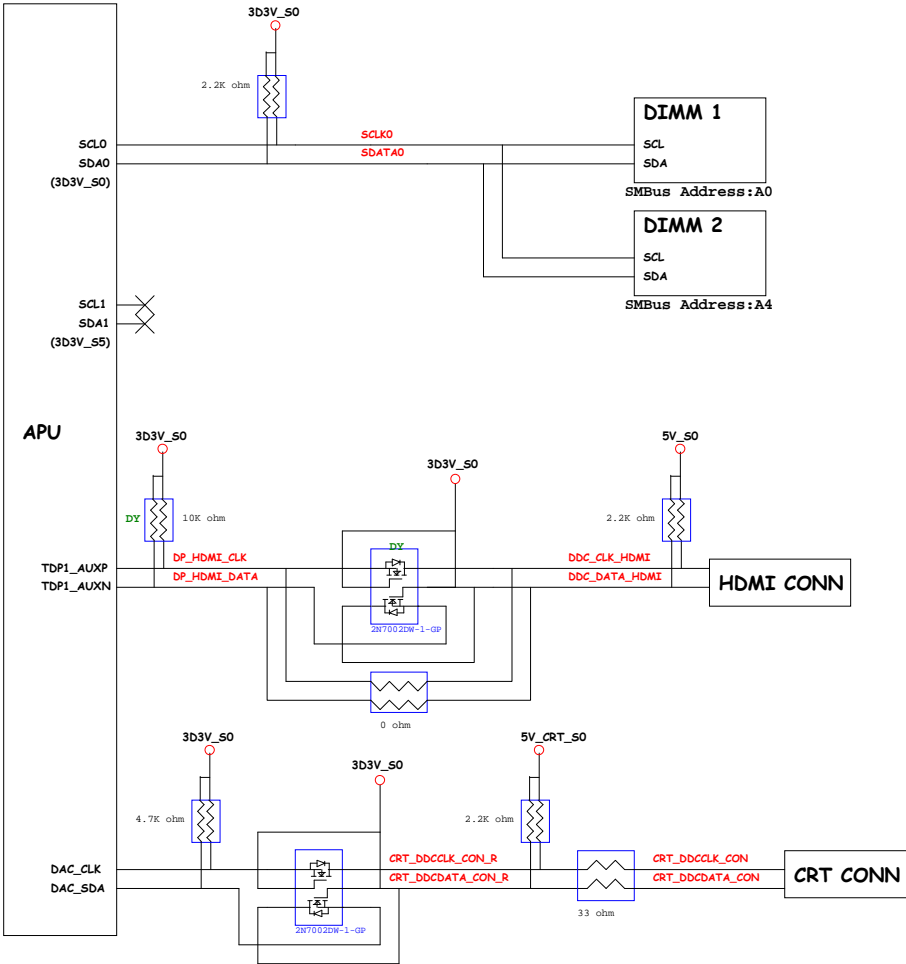 3D3V_S0
2.2K ohm
DIMM 1
SCL0
SCLK0
SCL
SDA0
SDATA0
SDA
(3D3V_S0)
SMBus Address:A0
DIMM 2
SCL
SDA
SCL1
SMBus Address:A4
SDA1
(3D3V_S5)
APU
3D3V_S0
5V_S0
3D3V_S0
DY
10K ohm
2.2K ohm
DY
DP_HDMI_CLK
DDC_CLK_HDMI
TDP1_AUXP
DP_HDMI_DATA
DDC_DATA_HDMI
TDP1_AUXN
HDMI CONN
2N7002DW-1-GP
0 ohm
3D3V_S0
5V_CRT_S0
3D3V_S0
4.7K ohm
2.2K ohm
CRT_DDCCLK_CON_R
CRT_DDCCLK_CON
DAC_CLK
CRT_DDCDATA_CON_R
CRT_DDCDATA_CON
CRT CONN
DAC_SDA
33 ohm
2N7002DW-1-GP